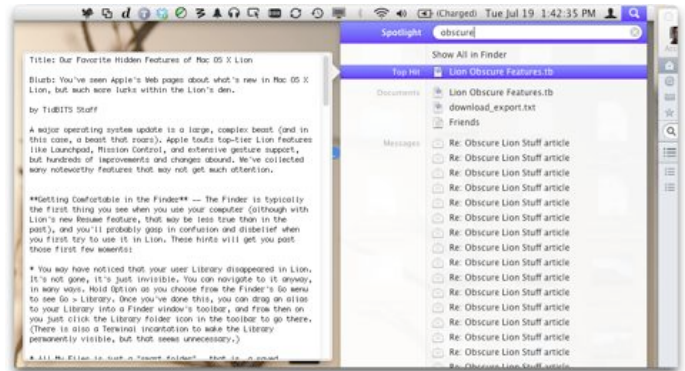 (Charged) Tue Jul 19 1:42:35 PM
Spotlight obscure
Show All in Finder
Top Hit Lion Obscure Features.tb
Documents Lion Obscure Features.tb
download_export.txt
Friends
Messages Re: Obscure Lion Stuff article
Re: Obscure Lion Stuff article
Re: Obscure Lion Stuff article
Re: Obscure Lion Stuff article
Re: Obscure Lion Stuff article
Re: Obscure Lion Stuff article
Re: Obscure Lion Stuff article
Re: Obscure Lion Stuff article
Re: Obscure Lion Stuff article
Re: Obscure Lion Stuff article
Re: Obscure Lion Stuff article
Re: Obscure Lion Stuff article
Re: Obscure Lion Stuff article
Re: Obscure Lion Stuff article
Title: Our Favorite Hidden Features of Mac OS X Lion
Blurb: You've seen Apple's Web pages about what's new in Mac OS X
Lion, but much more lurks within the Lion's den.
by TidBITS Staff
A major operating system update is a large, complex beast (and in
this case, a beast that roars). Apple touts top-tier Lion features
like Launchpad, Mission Control, and extensive gesture support,
but hundreds of improvements and changes abound. We've collected
many noteworthy features that may not get much attention.
**Getting Comfortable in the Finder** -- The Finder is typically
the first thing you see when you use your computer (although with
Lion's new Resume feature, that may be less true than in the
past), and you'll probably gasp in confusion and disbelief when
you first try to use it in Lion. These hints will get you past
those first few moments:
* You may have noticed that your user Library disappeared in Lion.
It's not gone, it's just invisible. You can navigate to it anyway,
in many ways. Hold Option as you choose from the Finder's Go menu
to see Go > Library. Once you've done this, you can drag an alias
to your Library into a Finder window's toolbar, and from then on
you just click the Library folder icon in the toolbar to go there.
(There is also a Terminal incantation to make the Library
permanently visible, but that seems unnecessary.)
* All My Files is just a "smart folder", that is, a saved